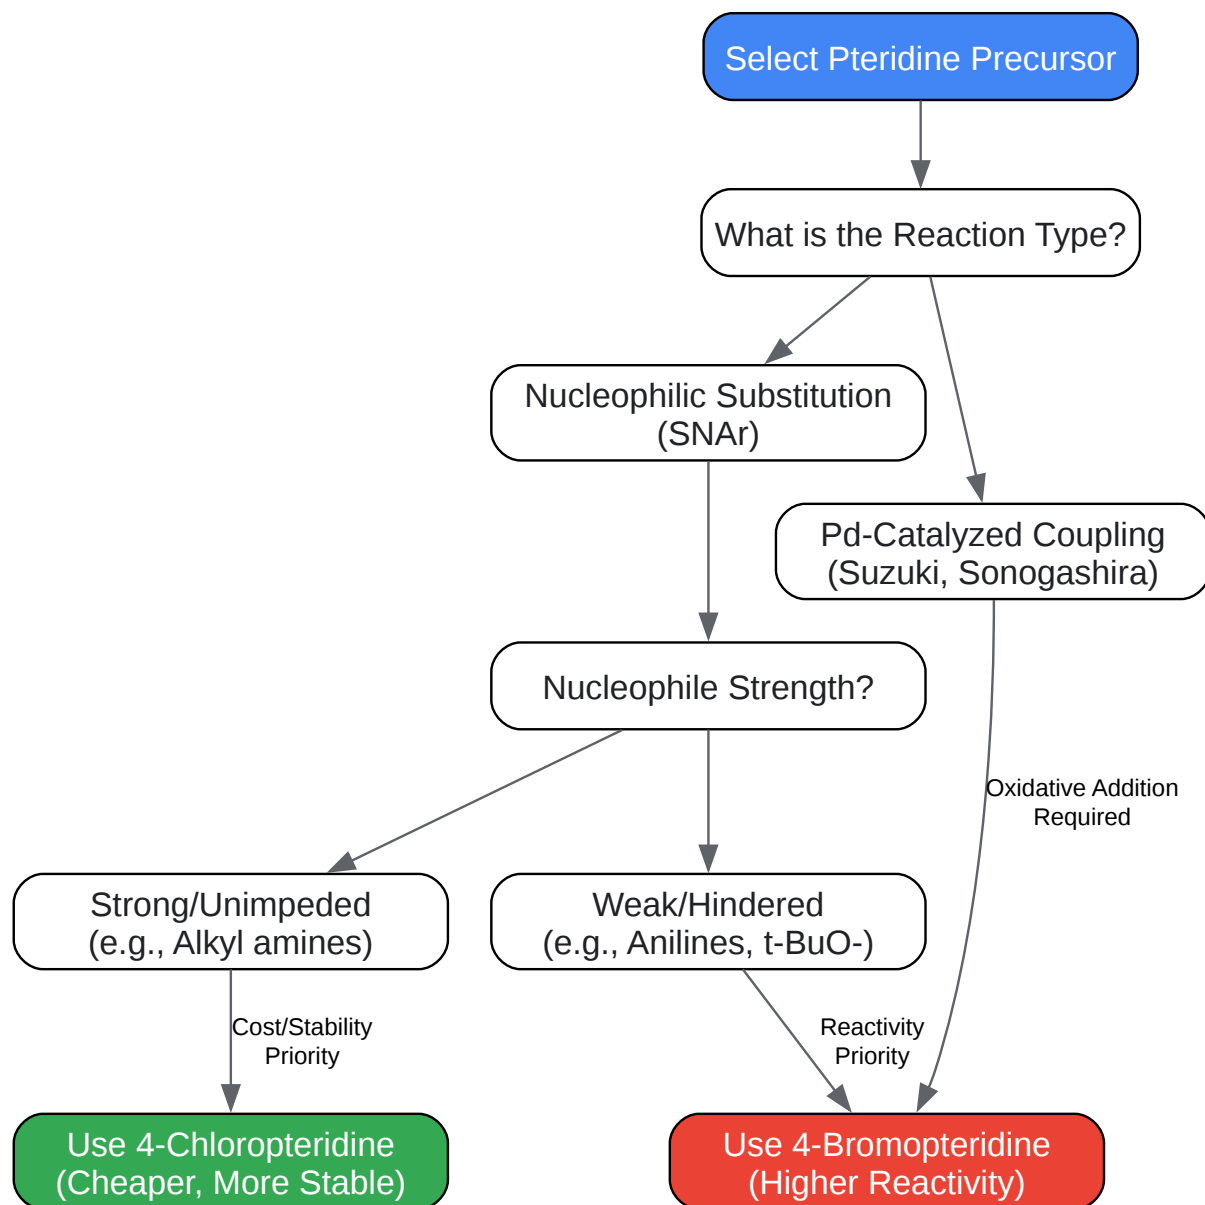 Select Pteridine Precursor
What is the Reaction Type?
Nucleophilic Substitution
(SNAr)
Pd-Catalyzed Coupling
(Suzuki, Sonogashira)
Nucleophile Strength?
Oxidative Addition
Required
Strong/Unimpeded
(e.g., Alkyl amines)
Weak/Hindered
(e.g., Anilines, t-BuO-)
Cost/Stability
Priority
Reactivity
Priority
Use 4-Chloropteridine
(Cheaper, More Stable)
Use 4-Bromopteridine
(Higher Reactivity)